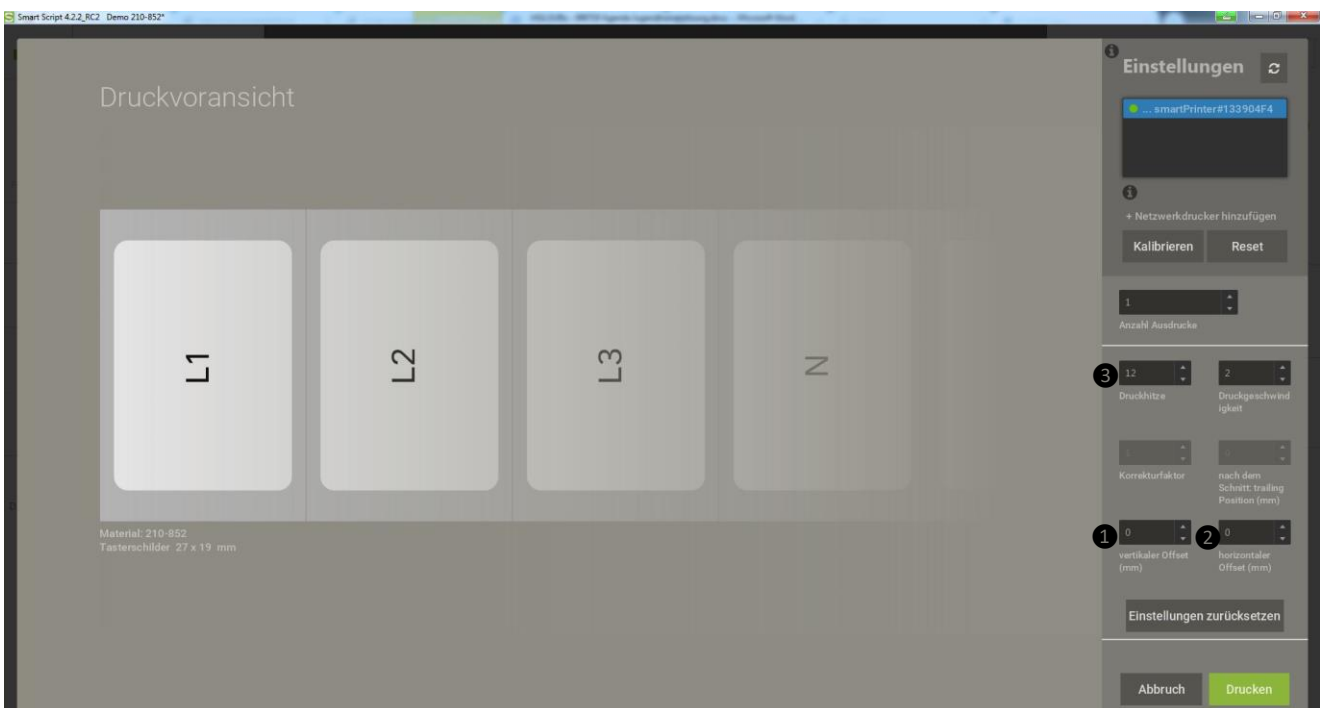 Smart Script 4.2.2_RC2 Demo 210-852*
Druckvoransicht
L1
L2
L3
N
Material: 210-852
Tasterschilder 27 x 19 mm
Einstellungen
... smartPrinter#133904F4
+ Netzwerkdrucker hinzufügen
Kalibrieren Reset
1
Anzahl Ausdrucke
3 12 2
Druckhitze Druckgeschwind
igkeit
Korrekturfaktor nach dem
Schnitt: trailing
Position (mm)
1 0 2 0
vertikaler Offset horizontaler
(mm) Offset (mm)
Einstellungen zurücksetzen
Abbruch Drucken